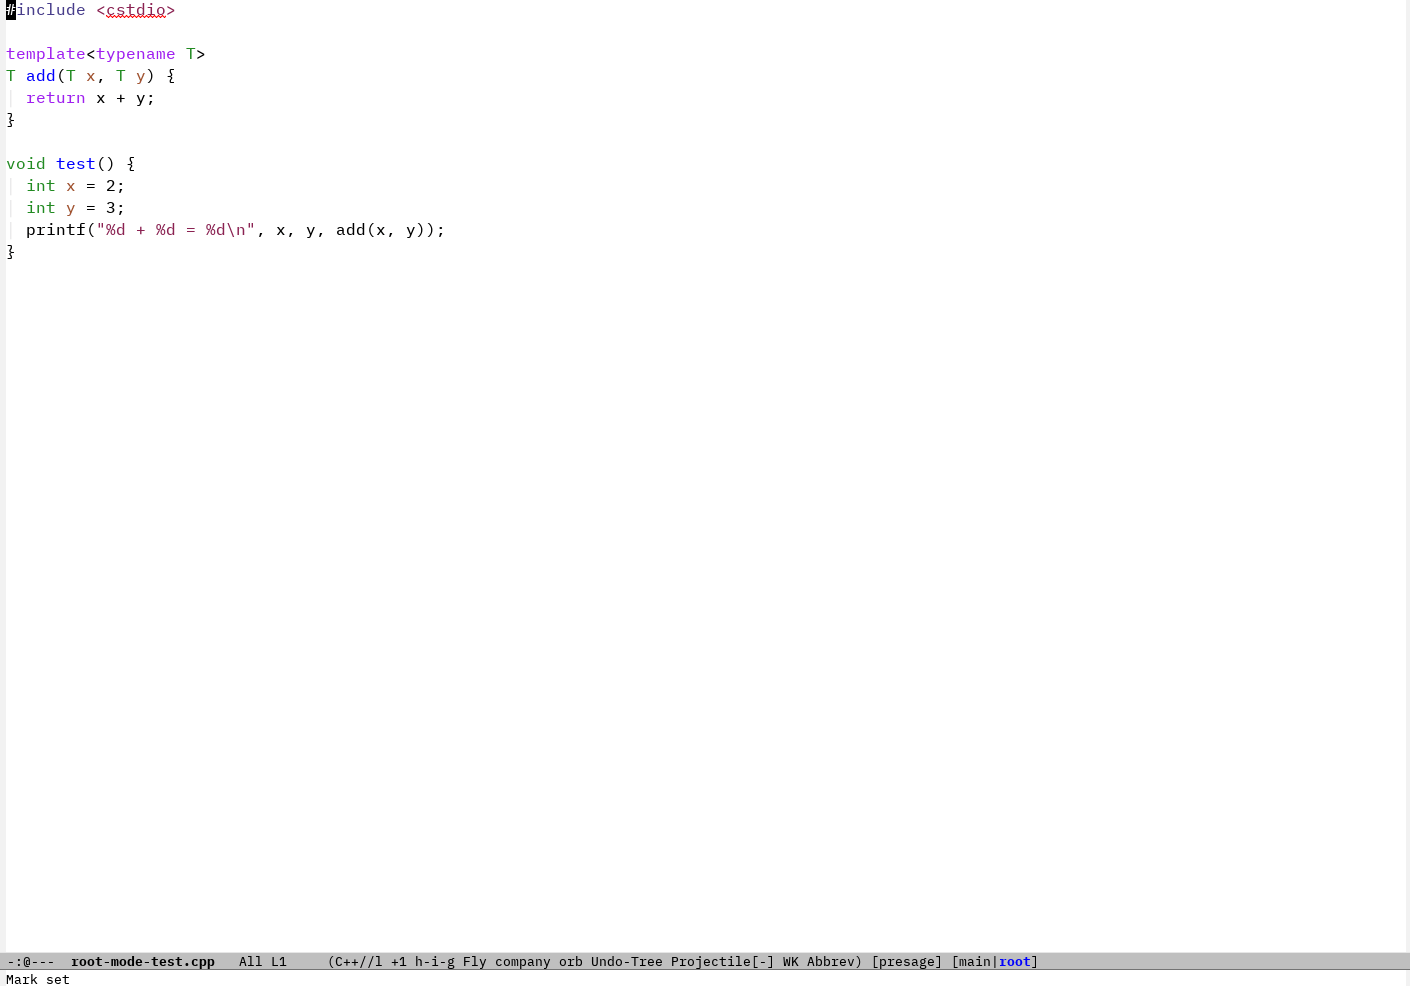 #include <cstdio>

template<typename T>
T add(T x, T y) {
  return x + y;
}

void test() {
  int x = 2;
  int y = 3;
  printf("%d + %d = %d\n", x, y, add(x, y));
}
-:@---  root-mode-test.cpp   All L1     (C++//l +1 h-i-g Fly company orb Undo-Tree Projectile[-] WK Abbrev) [presage] [main|root]
Mark set